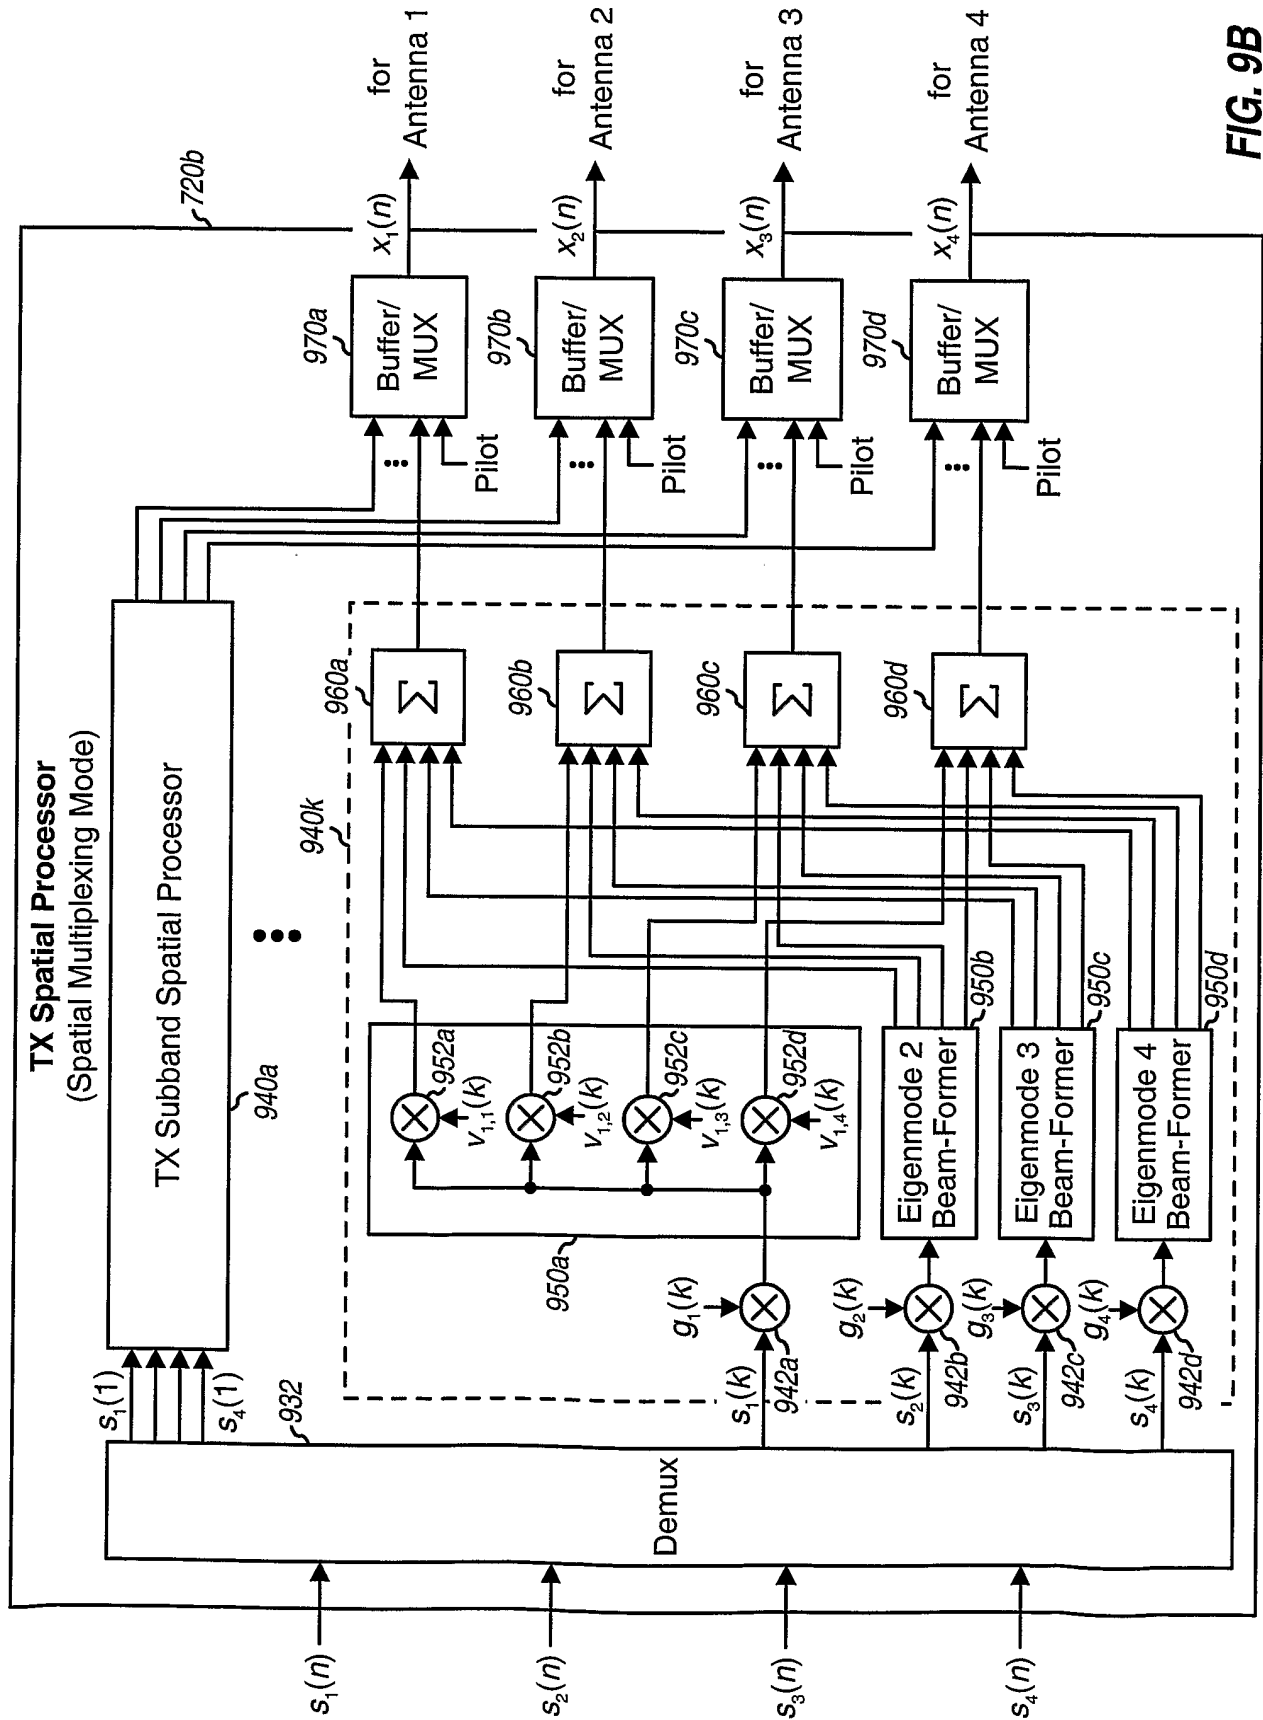 TX Spatial Processor
(Spatial Multiplexing Mode)
720b
s₁(n)
s₂(n)
s₃(n)
s₄(n)
Demux
932
s₁(1)
s₄(1)
TX Subband Spatial Processor
940a
940k
s₁(k)
g₁(k)
942a
s₂(k)
g₂(k)
942b
s₃(k)
g₃(k)
942c
s₄(k)
g₄(k)
942d
950a
952a
v₁,₁(k)
952b
v₁,₂(k)
952c
v₁,₃(k)
952d
v₁,₄(k)
Eigenmode 2
Beam-Former
950b
Eigenmode 3
Beam-Former
950c
Eigenmode 4
Beam-Former
950d
960a
Σ
960b
Σ
960c
Σ
960d
Σ
970a
Buffer/
MUX
Pilot
x₁(n)
for
Antenna 1
970b
Buffer/
MUX
Pilot
x₂(n)
for
Antenna 2
970c
Buffer/
MUX
Pilot
x₃(n)
for
Antenna 3
970d
Buffer/
MUX
Pilot
x₄(n)
for
Antenna 4
FIG. 9B